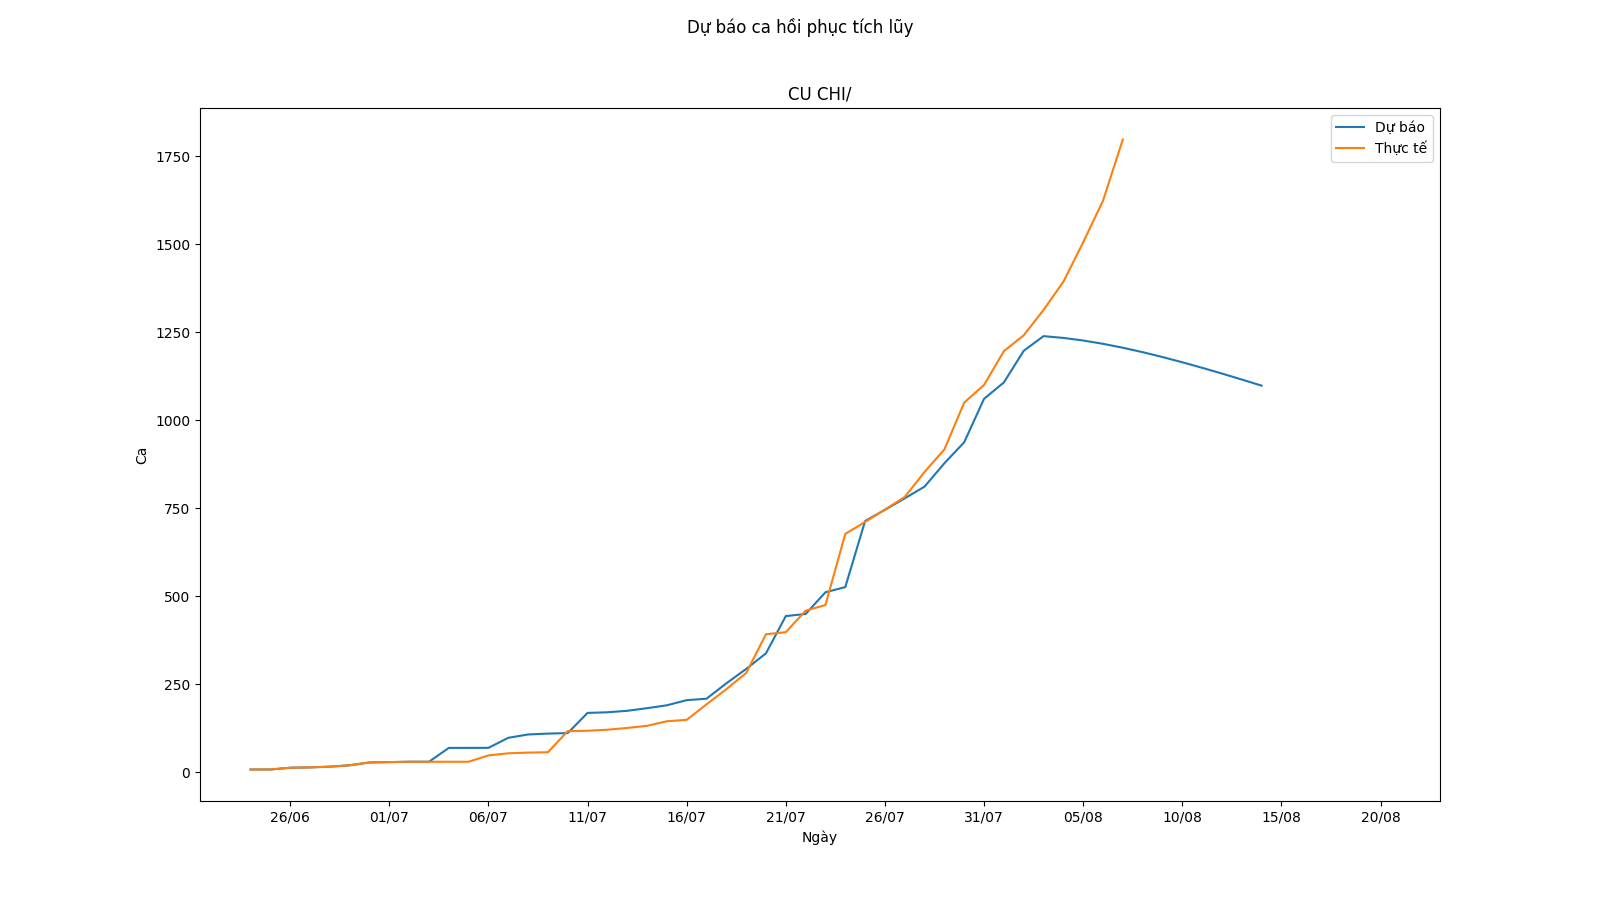 Dự báo ca hồi phục tích lũy
CU CHI/
Dự báo
Thực tế
1750
1500
1250
1000
750
500
250
0
Ca
26/06 01/07 06/07 11/07 16/07 21/07 26/07 31/07 05/08 10/08 15/08 20/08
Ngày